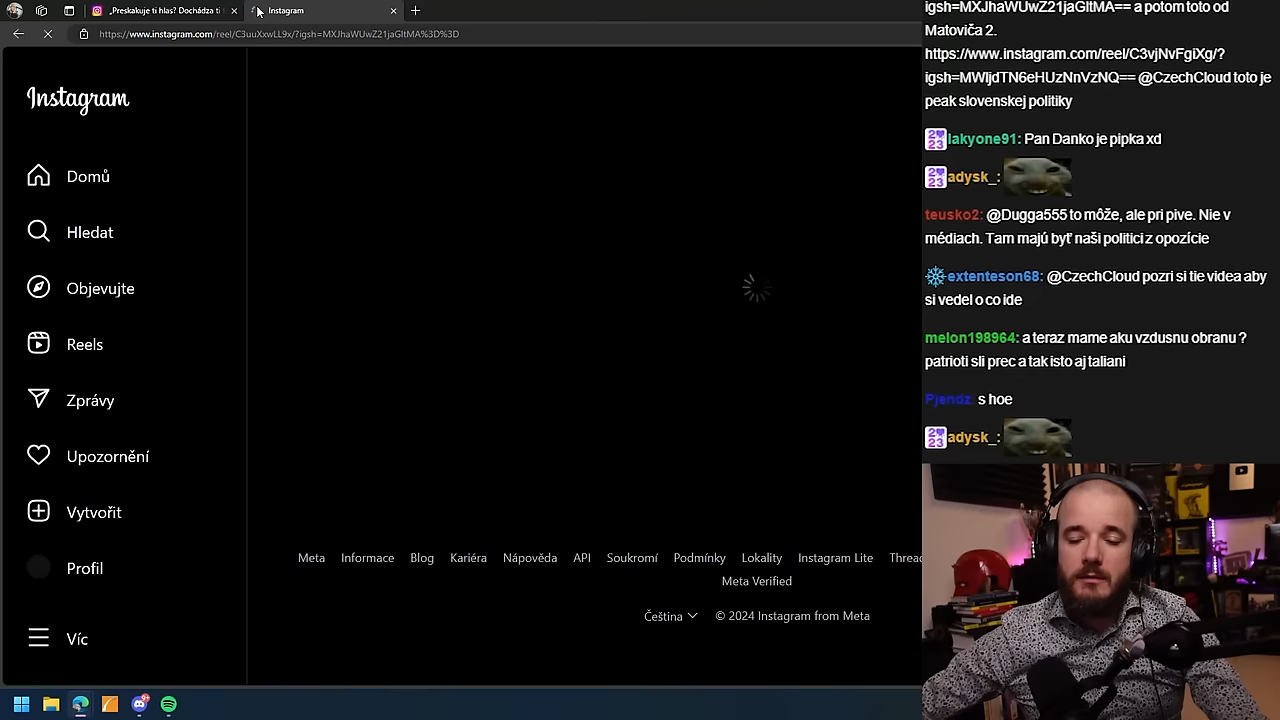 „Preskakuje ti hlas? Dochádza ti
Instagram
https://www.instagram.com/reel/C3uuXxwLL9x/?igsh=MXJhaWUwZ21jaGltMA%3D%3D
Instagram
Domů
Hledat
Objevujte
Reels
Zprávy
Upozornění
Vytvořit
Profil
Víc
Meta Informace Blog Kariéra Nápověda API Soukromí Podmínky Lokality Instagram Lite
Meta Verified
Čeština © 2024 Instagram from Meta
igsh=MXJhaWUwZ21jaGltMA== a potom toto od
Matoviča 2.
https://www.instagram.com/reel/C3vjNvFgiXg/?
igsh=MWljdTN6eHUzNnVzNQ== @CzechCloud toto je
peak slovenskej politiky
lakyone91: Pan Danko je pipka xd
adysk_:
teusko2: @Dugga555 to môže, ale pri pive. Nie v
médiach. Tam majú byť naši politici z opozície
extenteson68: @CzechCloud pozri si tie videa aby
si vedel o co ide
melon198964: a teraz mame aku vzdusnu obranu ?
patrioti sli prec a tak isto aj taliani
Pjendz: s hoe
adysk_: